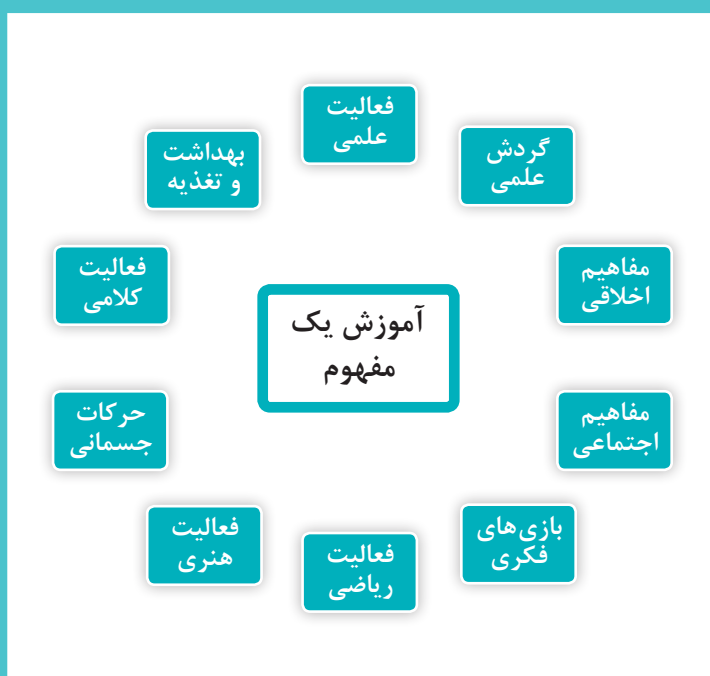 فعالیت
علمی
گردش
علمی
مفاهیم
اخلاقی
مفاهیم
اجتماعی
بازی‌های
فکری
فعالیت
ریاضی
فعالیت
هنری
حرکات
جسمانی
فعالیت
کلامی
بهداشت
و تغذیه
آموزش یک
مفهوم